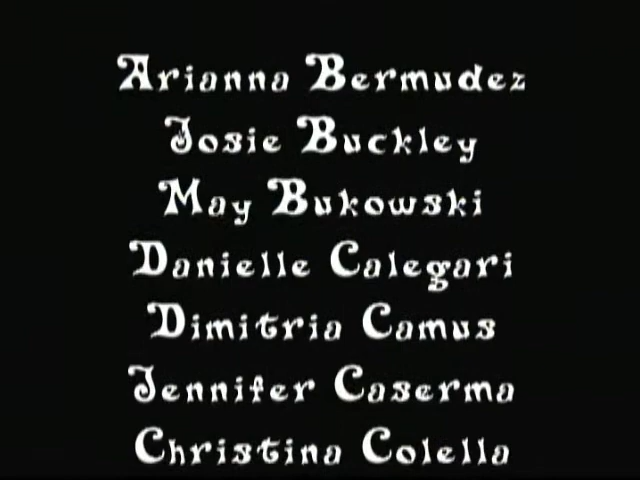 Arianna Bermudez
Josie Buckley
May Bukowski
Danielle Calegari
Dimitria Camus
Jennifer Caserma
Christina Colella